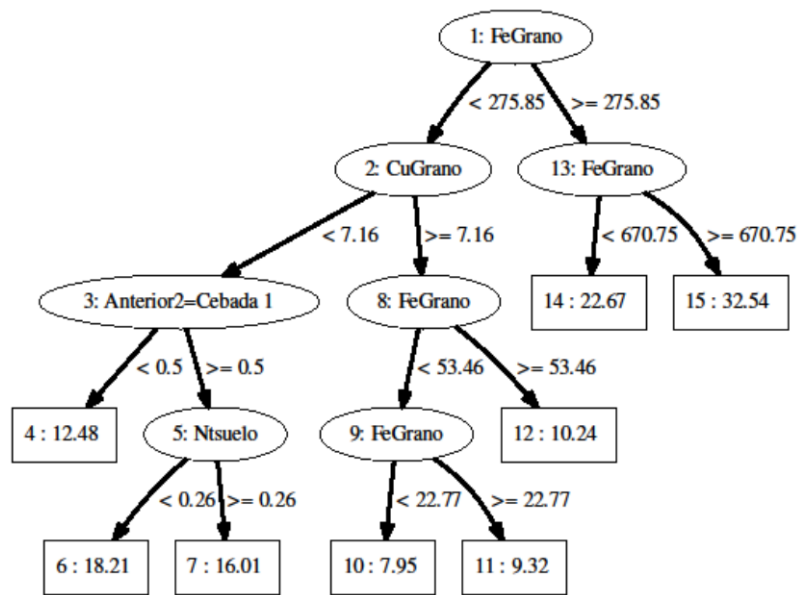 1: FeGrano
< 275.85
>= 275.85
2: CuGrano
13: FeGrano
< 7.16
>= 7.16
< 670.75
>= 670.75
3: Anterior2=Cebada 1
8: FeGrano
14 : 22.67
15 : 32.54
< 0.5
>= 0.5
< 53.46
>= 53.46
4 : 12.48
5: Ntsuelo
9: FeGrano
12 : 10.24
< 0.26
>= 0.26
< 22.77
>= 22.77
6 : 18.21
7 : 16.01
10 : 7.95
11 : 9.32